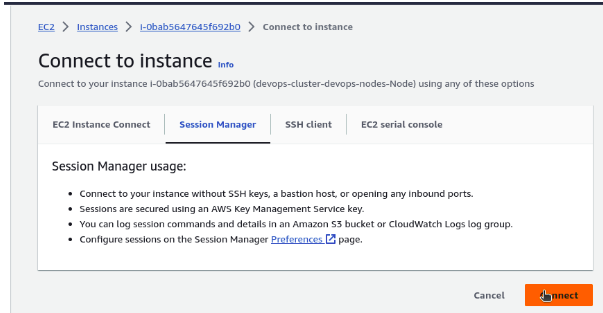 EC2 > Instances > i-0bab5647645f692b0 > Connect to instance
Connect to instance Info
Connect to your instance i-0bab5647645f692b0 (devops-cluster-devops-nodes-Node) using any of these options
EC2 Instance Connect Session Manager SSH client EC2 serial console
Session Manager usage:
• Connect to your instance without SSH keys, a bastion host, or opening any inbound ports.
• Sessions are secured using an AWS Key Management Service key.
• You can log session commands and details in an Amazon S3 bucket or CloudWatch Logs log group.
• Configure sessions on the Session Manager Preferences page.
Cancel Connect